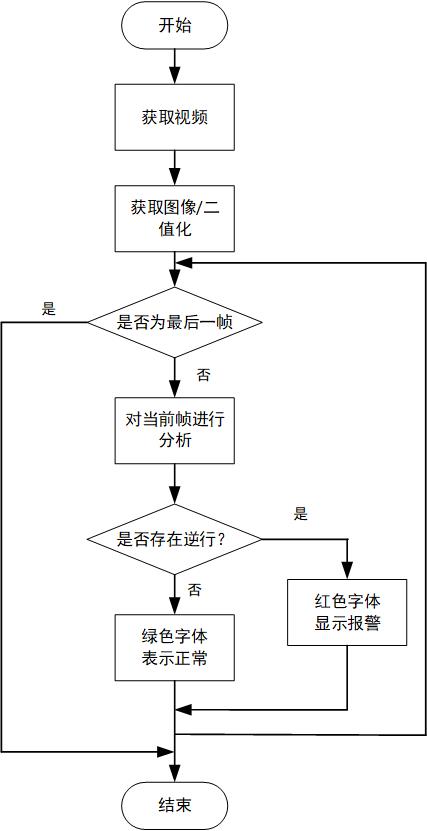 开始
获取视频
获取图像/二
值化
是
是否为最后一帧
否
对当前帧进行
分析
是
是否存在逆行？
否
红色字体
显示报警
绿色字体
表示正常
结束